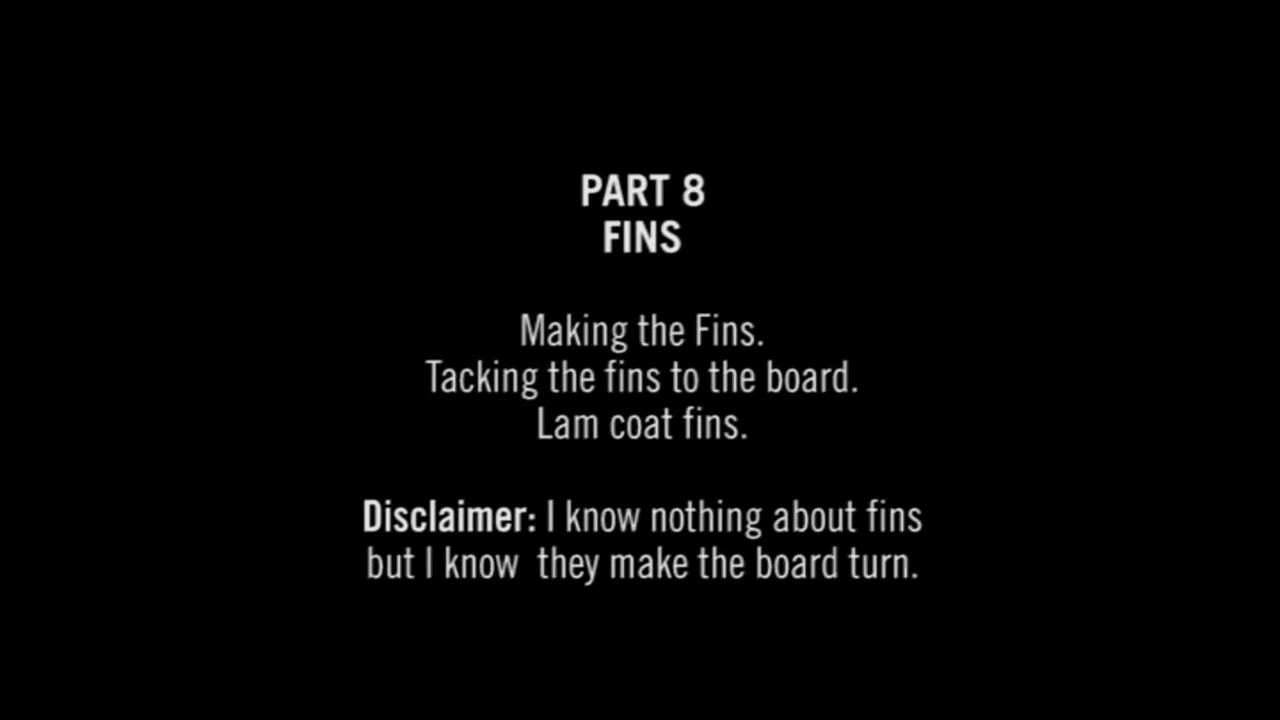 PART 8
FINS
Making the Fins.
Tacking the fins to the board.
Lam coat fins.
Disclaimer: I know nothing about fins
but I know  they make the board turn.